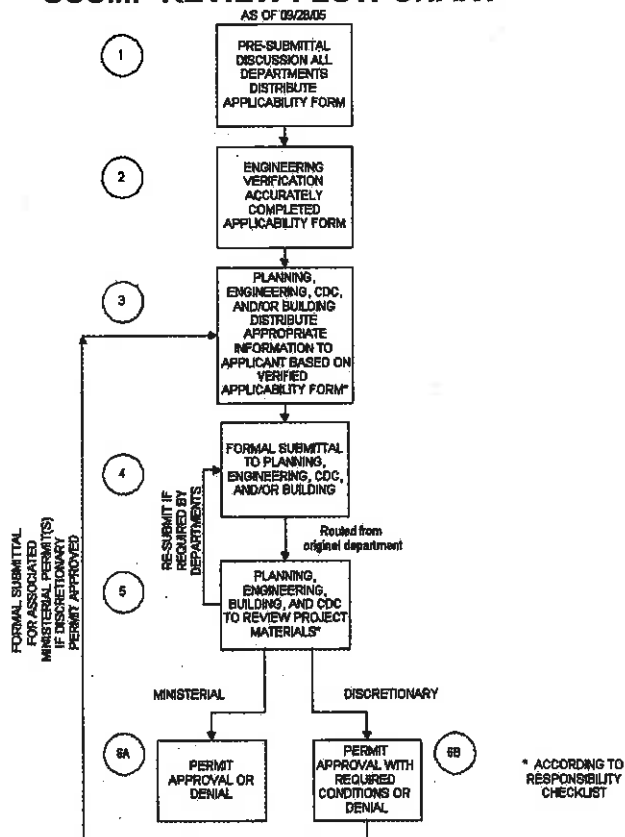 AS OF 09/28/05
1
PRE-SUBMITTAL
DISCUSSION ALL
DEPARTMENTS
DISTRIBUTE
APPLICABILITY FORM
2
ENGINEERING
VERIFICATION
ACCURATELY
COMPLETED
APPLICABILITY FORM
3
PLANNING,
ENGINEERING, CDC,
AND/OR BUILDING
DISTRIBUTE
APPROPRIATE
INFORMATION TO
APPLICANT BASED ON
VERIFIED
APPLICABILITY FORM*
4
FORMAL SUBMITTAL
TO PLANNING,
ENGINEERING, CDC,
AND/OR BUILDING
RE-SUBMIT IF
REQUIRED BY
DEPARTMENTS
Routed from
original department
5
PLANNING,
ENGINEERING,
BUILDING, AND CDC
TO REVIEW PROJECT
MATERIALS*
FORMAL SUBMITTAL
FOR ASSOCIATED
MINISTERIAL PERMIT(S)
IF DISCRETIONARY
PERMIT APPROVED
MINISTERIAL
DISCRETIONARY
6A
PERMIT
APPROVAL OR
DENIAL
PERMIT
APPROVAL WITH
REQUIRED
CONDITIONS OR
DENIAL
6B
* ACCORDING TO
RESPONSIBILITY
CHECKLIST